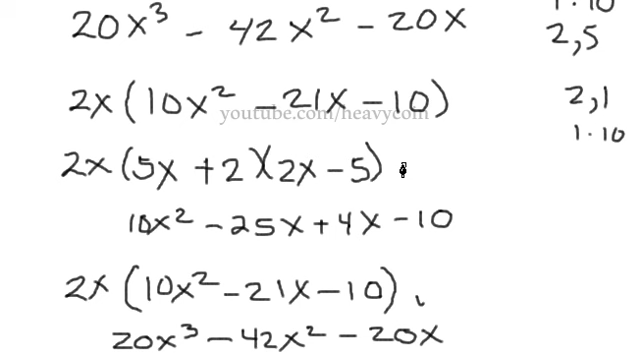 1·10
20x³ - 42x² - 20x
2,5
2x(10x² - 21x - 10)
2,1
youtube.com/heavycom
1·10
2x(5x + 2)(2x - 5)
10x² - 25x + 4x - 10
2x(10x² - 21x - 10)
20x³ - 42x² - 20x